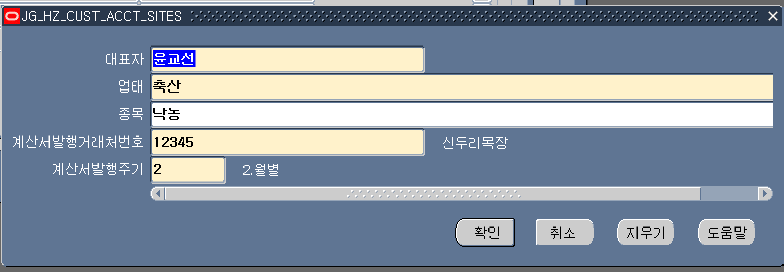 JG_HZ_CUST_ACCT_SITES
대표자 윤교선
업태 축산
종목 낙농
계산서발행거래처번호 12345 신두리목장
계산서발행주기 2 2.월별
확인 취소 지우기 도움말